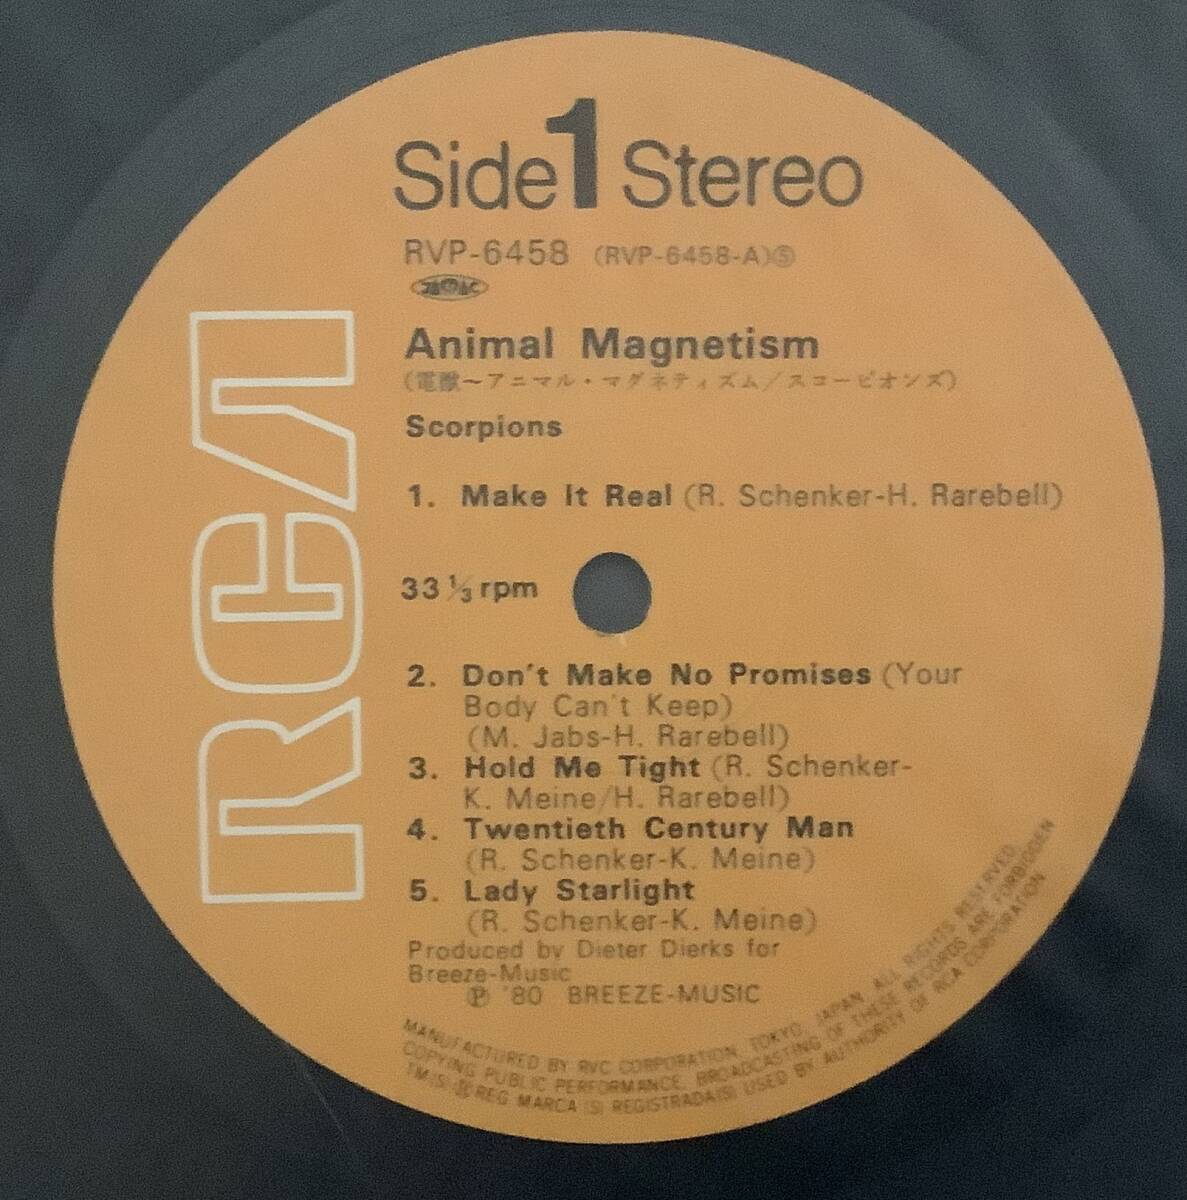 Side 1 Stereo
RVP-6458 (RVP-6458-A)Ⓢ
Animal Magnetism
(電獣～アニマル・マグネティズム/スコーピオンズ)
Scorpions
1. Make It Real (R. Schenker-H. Rarebell)
33 ⅓ rpm
2. Don't Make No Promises (Your
Body Can't Keep)
(M. Jabs-H. Rarebell)
3. Hold Me Tight (R. Schenker-
K. Meine/H. Rarebell)
4. Twentieth Century Man
(R. Schenker-K. Meine)
5. Lady Starlight
(R. Schenker-K. Meine)
Produced by Dieter Dierks for
Breeze-Music
Ⓟ '80 BREEZE-MUSIC
MANUFACTURED BY RVC CORPORATION, TOKYO, JAPAN. ALL RIGHTS RESERVED.
COPYING PUBLIC PERFORMANCE, BROADCASTING OF THESE RECORDS ARE FORBIDDEN
TM(S) ® REG MARCA (S) REGISTRADA(S) USED BY AUTHORITY OF RCA CORPORATION
RCA